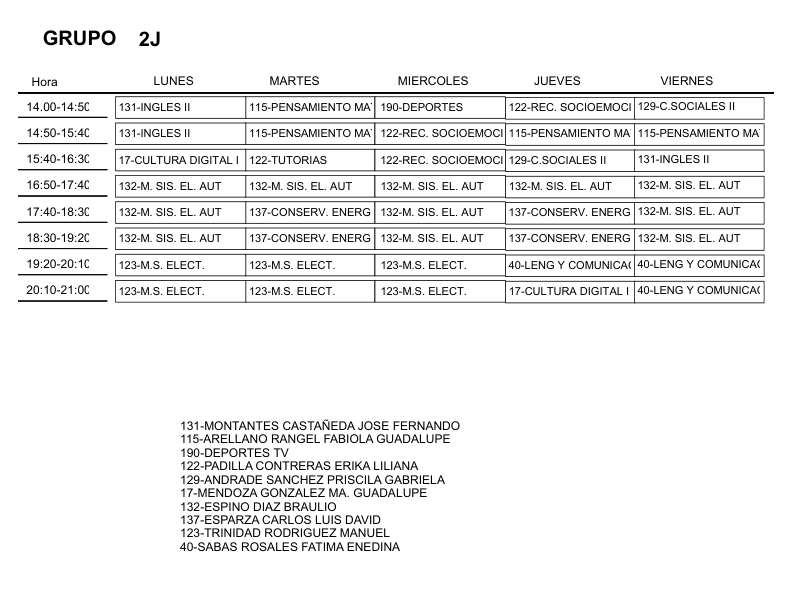 GRUPO 2J
Hora LUNES MARTES MIERCOLES JUEVES VIERNES
14.00-14:50 131-INGLES II 115-PENSAMIENTO MA 190-DEPORTES 122-REC. SOCIOEMOCI 129-C.SOCIALES II
14:50-15:40 131-INGLES II 115-PENSAMIENTO MA 122-REC. SOCIOEMOCI 115-PENSAMIENTO MA 115-PENSAMIENTO MA
15:40-16:30 17-CULTURA DIGITAL I 122-TUTORIAS 122-REC. SOCIOEMOCI 129-C.SOCIALES II 131-INGLES II
16:50-17:40 132-M. SIS. EL. AUT 132-M. SIS. EL. AUT 132-M. SIS. EL. AUT 132-M. SIS. EL. AUT 132-M. SIS. EL. AUT
17:40-18:30 132-M. SIS. EL. AUT 137-CONSERV. ENERG 132-M. SIS. EL. AUT 137-CONSERV. ENERG 132-M. SIS. EL. AUT
18:30-19:20 132-M. SIS. EL. AUT 137-CONSERV. ENERG 132-M. SIS. EL. AUT 137-CONSERV. ENERG 132-M. SIS. EL. AUT
19:20-20:10 123-M.S. ELECT. 123-M.S. ELECT. 123-M.S. ELECT. 40-LENG Y COMUNICA 40-LENG Y COMUNICA
20:10-21:00 123-M.S. ELECT. 123-M.S. ELECT. 123-M.S. ELECT. 17-CULTURA DIGITAL I 40-LENG Y COMUNICA
131-MONTANTES CASTAÑEDA JOSE FERNANDO
115-ARELLANO RANGEL FABIOLA GUADALUPE
190-DEPORTES TV
122-PADILLA CONTRERAS ERIKA LILIANA
129-ANDRADE SANCHEZ PRISCILA GABRIELA
17-MENDOZA GONZALEZ MA. GUADALUPE
132-ESPINO DIAZ BRAULIO
137-ESPARZA CARLOS LUIS DAVID
123-TRINIDAD RODRIGUEZ MANUEL
40-SABAS ROSALES FATIMA ENEDINA